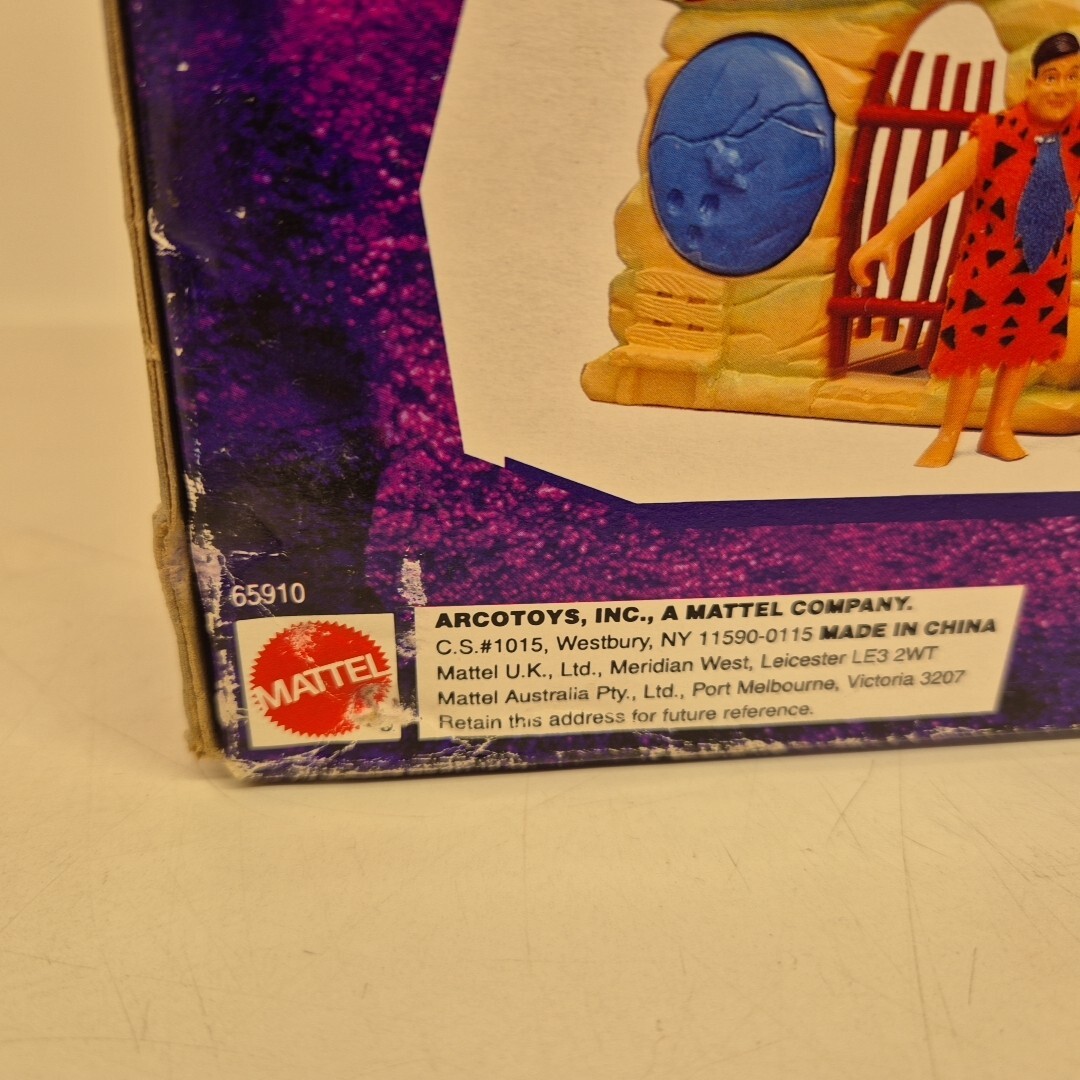 65910
MATTEL
ARCOTOYS, INC., A MATTEL COMPANY.
C.S.#1015, Westbury, NY 11590-0115 MADE IN CHINA
Mattel U.K., Ltd., Meridian West, Leicester LE3 2WT
Mattel Australia Pty., Ltd., Port Melbourne, Victoria 3207
Retain this address for future reference.